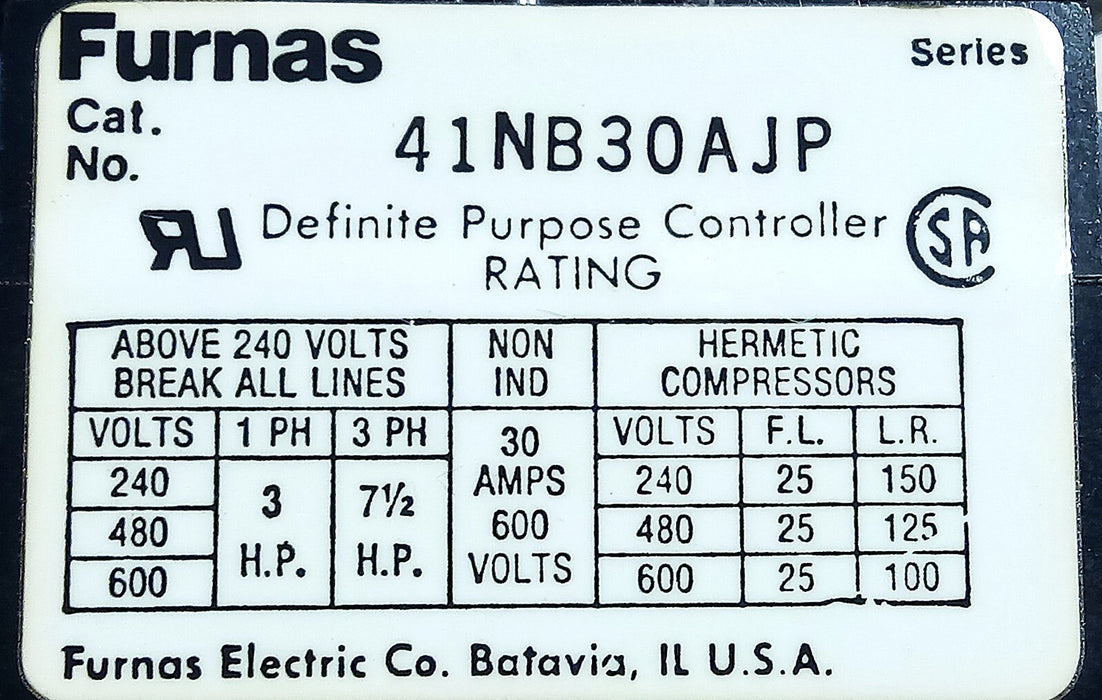 Furnas
Series
Cat.
No.
41NB30AJP
RU Definite Purpose Controller SA
RATING
ABOVE 240 VOLTS
BREAK ALL LINES
NON
IND
HERMETIC
COMPRESSORS
VOLTS 1 PH 3 PH
240
480
600
3
H.P.
7½
H.P.
30
AMPS
600
VOLTS
VOLTS F.L. L.R.
240 25 150
480 25 125
600 25 100
Furnas Electric Co. Batavia, IL U.S.A.